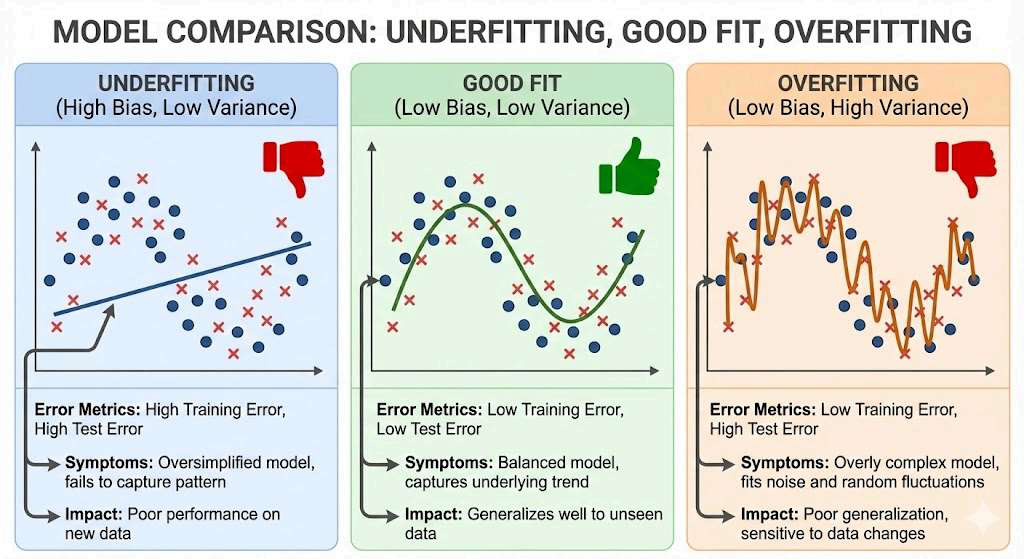 MODEL COMPARISON: UNDERFITTING, GOOD FIT, OVERFITTING
UNDERFITTING
(High Bias, Low Variance)
Error Metrics: High Training Error,
High Test Error
Symptoms: Oversimplified model,
fails to capture pattern
Impact: Poor performance on
new data
GOOD FIT
(Low Bias, Low Variance)
Error Metrics: Low Training Error,
Low Test Error
Symptoms: Balanced model,
captures underlying trend
Impact: Generalizes well to unseen
data
OVERFITTING
(Low Bias, High Variance)
Error Metrics: Low Training Error,
High Test Error
Symptoms: Overly complex model,
fits noise and random fluctuations
Impact: Poor generalization,
sensitive to data changes